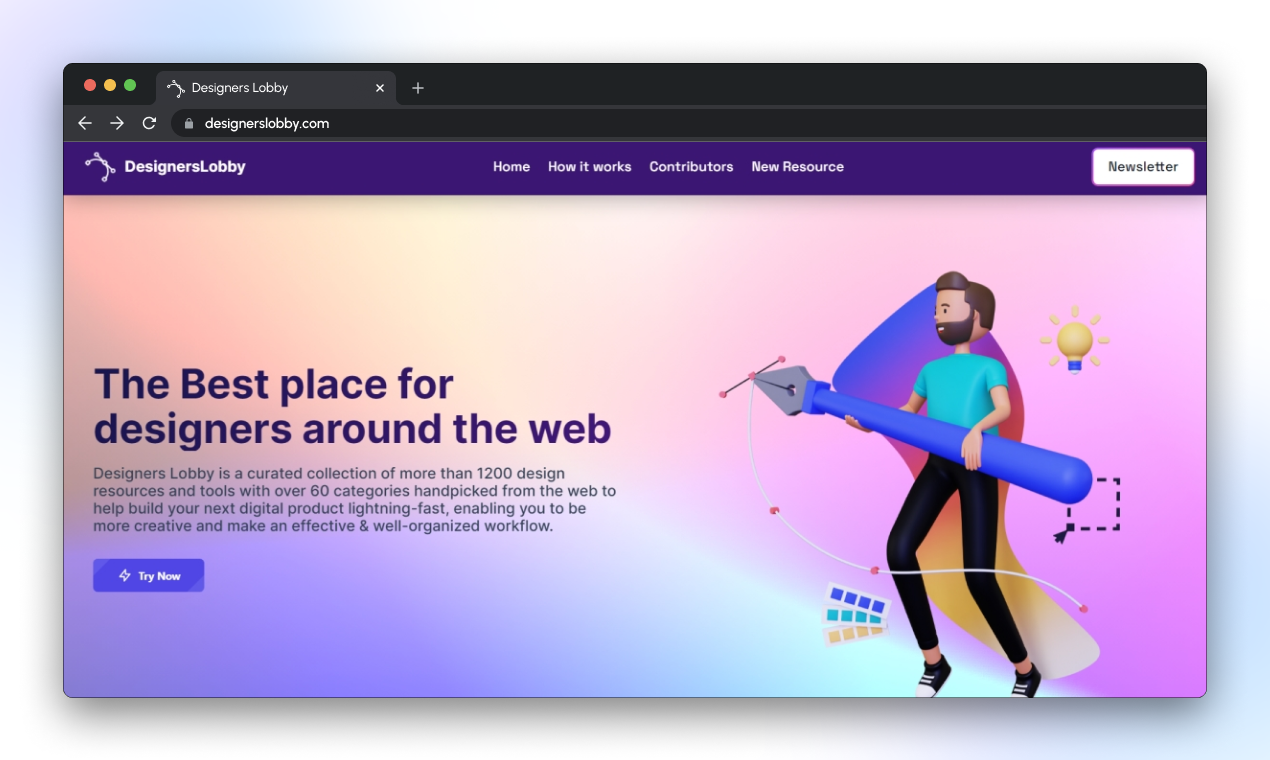 Designers Lobby
designerslobby.com
DesignersLobby
Home How it works Contributors New Resource
Newsletter
The Best place for
designers around the web
Designers Lobby is a curated collection of more than 1200 design
resources and tools with over 60 categories handpicked from the web to
help build your next digital product lightning-fast, enabling you to be
more creative and make an effective & well-organized workflow.
Try Now